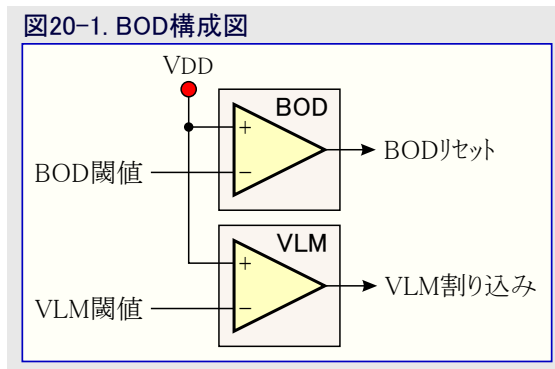 図20-1. BOD構成図
VDD
BOD
+
BOD閾値
−
BODリセット
VLM
+
VLM閾値
−
VLM割り込み